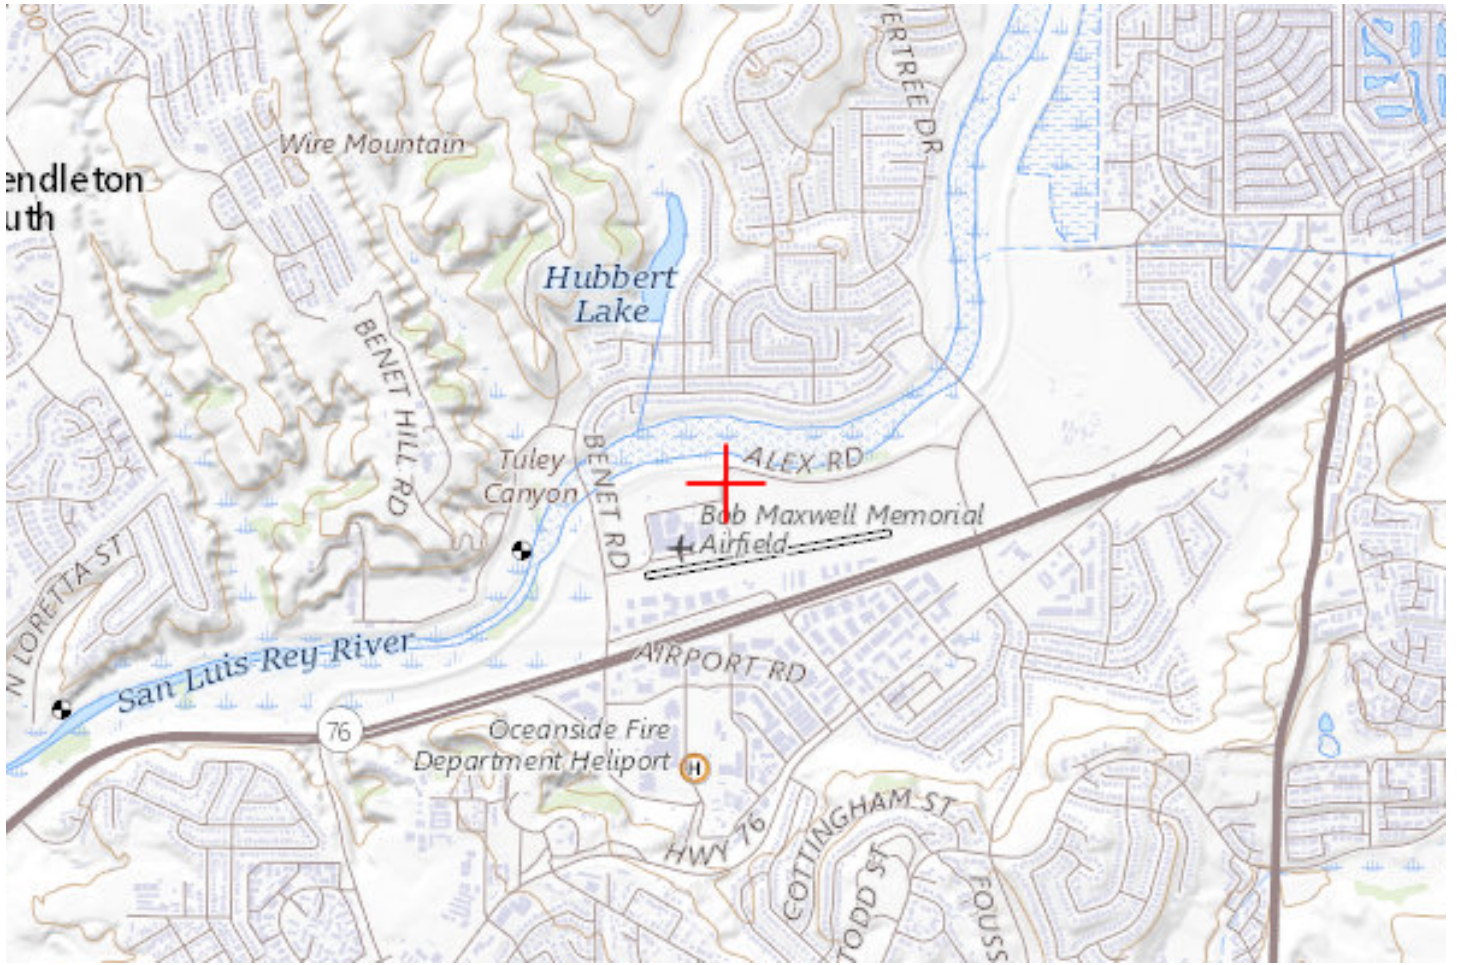 VERTREE DR
Wire Mountain
endleton
uth
Hubbert
Lake
BENET HILL RD
BENET RD
Tuley
Canyon
ALEX RD
Bob Maxwell Memorial
Airfield
N LORETTA ST
San Luis Rey River
AIRPORT RD
76
Oceanside Fire
Department Heliport
H
HWY 76
COTTINGHAM ST
TODD ST
FOUSS